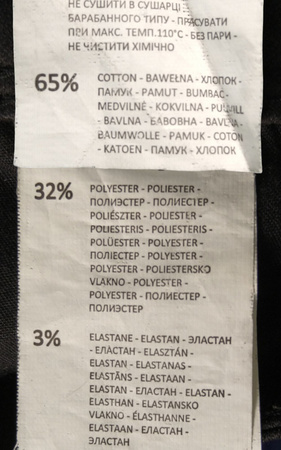 НЕ СУШИТИ В СУШАРЦІ
БАРАБАННОГО ТИПУ - ПРАСУВАТИ
ПРИ МАКС. ТЕМП.110°С - БЕЗ ПАРИ -
НЕ ЧИСТИТИ ХІМІЧНО
65%
COTTON - BAWEŁNA - ХЛОПОК -
ПАМУК - PAMUT - BUMBAC -
MEDVILNĖ - KOKVILNA - PUUVILL
- BAVLNA - БАВОВНА - BAVLNA -
BAUMWOLLE - PAMUK - COTON
- KATOEN - ПАМУК - ХЛОПОК
32%
POLYESTER - POLIESTER -
ПОЛИЭСТЕР - ПОЛИЕСТЕР -
POLIÉSZTER - POLIESTER -
POLIESTERIS - POLIESTERIS -
POLÜESTER - POLYESTER -
ПОЛІЕСТЕР - POLYESTER -
POLYESTER - POLIESTERSKO
VLAKNO - POLYESTER -
POLYESTER - ПОЛИЕСТЕР -
ПОЛИЭСТЕР
3%
ELASTANE - ELASTAN - ЭЛАСТАН
- ЕЛАСТАН - ELASZTÁN -
ELASTAN - ELASTANAS -
ELASTĀNS - ELASTAAN -
ELASTAN - ЕЛАСТАН - ELASTAN -
ELASTHAN - ELASTANSKO
VLAKNO - ÉLASTHANNE -
ELASTAAN - ЕЛАСТАН -
ЭЛАСТАН